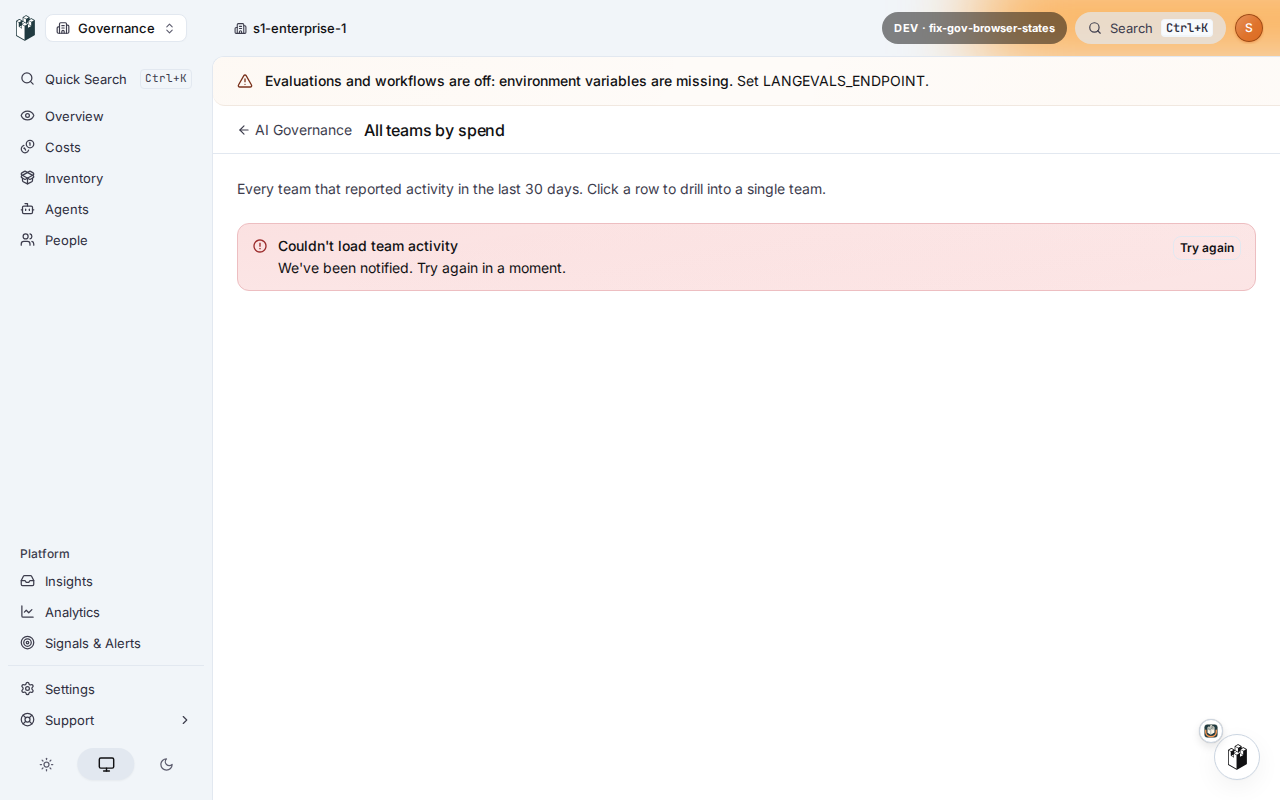 Governance
s1-enterprise-1
DEV · fix-gov-browser-states
Search Ctrl+K
S
Quick Search Ctrl+K
Overview
Costs
Inventory
Agents
People
Platform
Insights
Analytics
Signals & Alerts
Settings
Support
Evaluations and workflows are off: environment variables are missing. Set LANGEVALS_ENDPOINT.
AI Governance All teams by spend
Every team that reported activity in the last 30 days. Click a row to drill into a single team.
Couldn't load team activity
We've been notified. Try again in a moment.
Try again